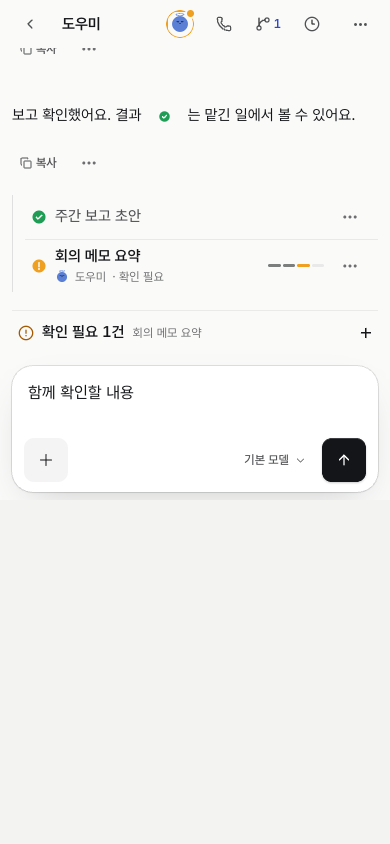 도우미
1
복사
보고 확인했어요. 결과 는 맡긴 일에서 볼 수 있어요.
복사
주간 보고 초안
회의 메모 요약
도우미 · 확인 필요
확인 필요 1건 회의 메모 요약
함께 확인할 내용
기본 모델